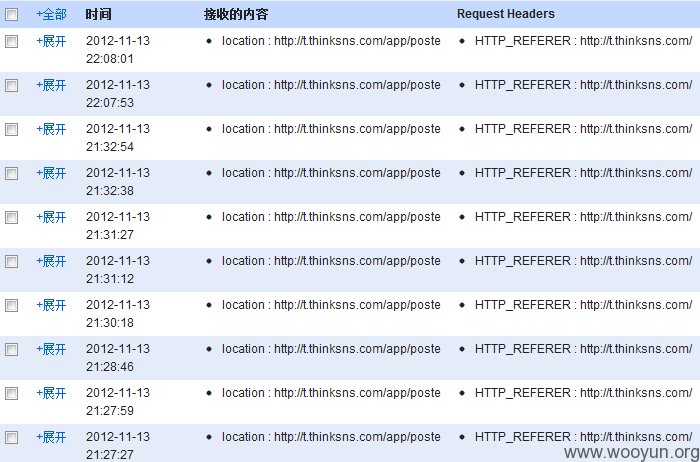 +全部 时间 接收的内容 Request Headers
+展开 2012-11-13 22:08:01 • location : http://t.thinksns.com/app/poste • HTTP_REFERER : http://t.thinksns.com/
+展开 2012-11-13 22:07:53 • location : http://t.thinksns.com/app/poste • HTTP_REFERER : http://t.thinksns.com/
+展开 2012-11-13 21:32:54 • location : http://t.thinksns.com/app/poste • HTTP_REFERER : http://t.thinksns.com/
+展开 2012-11-13 21:32:38 • location : http://t.thinksns.com/app/poste • HTTP_REFERER : http://t.thinksns.com/
+展开 2012-11-13 21:31:27 • location : http://t.thinksns.com/app/poste • HTTP_REFERER : http://t.thinksns.com/
+展开 2012-11-13 21:31:12 • location : http://t.thinksns.com/app/poste • HTTP_REFERER : http://t.thinksns.com/
+展开 2012-11-13 21:30:18 • location : http://t.thinksns.com/app/poste • HTTP_REFERER : http://t.thinksns.com/
+展开 2012-11-13 21:28:46 • location : http://t.thinksns.com/app/poste • HTTP_REFERER : http://t.thinksns.com/
+展开 2012-11-13 21:27:59 • location : http://t.thinksns.com/app/poste • HTTP_REFERER : http://t.thinksns.com/
+展开 2012-11-13 21:27:27 • location : http://t.thinksns.com/app/poste • HTTP_REFERER : http://t.thinksns.com/
www.wooyun.org